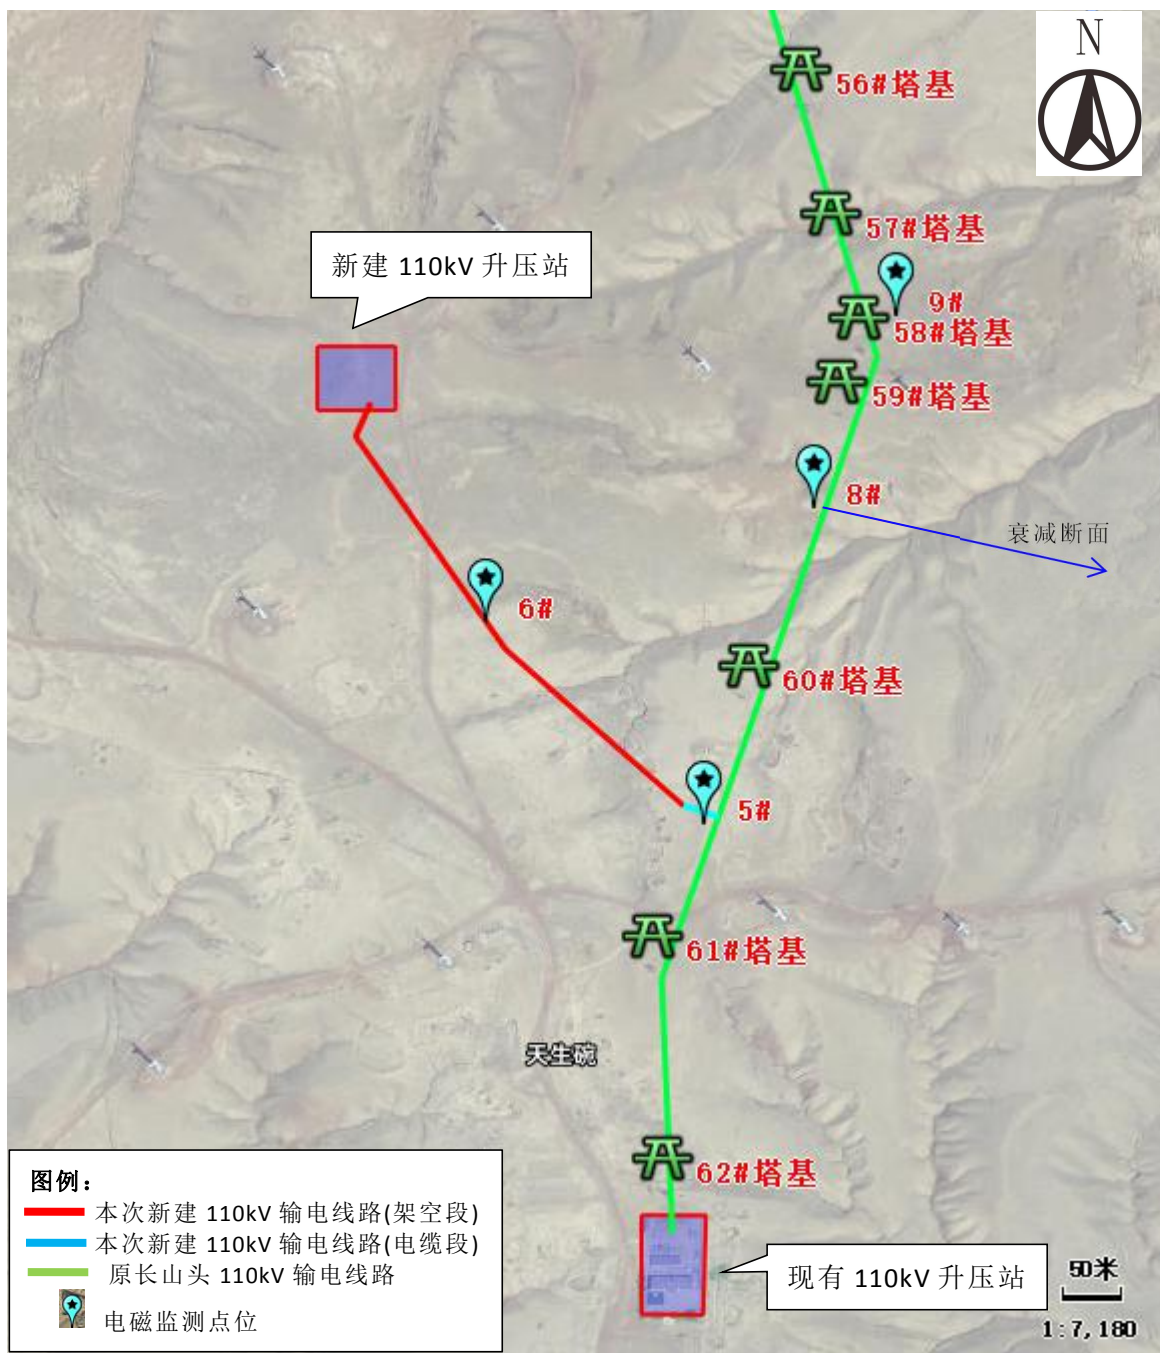 N
56#塔基
57#塔基
新建 110kV 升压站
9#
58#塔基
59#塔基
8#
衰减断面
6#
60#塔基
5#
61#塔基
天生碗
62#塔基
图例：
本次新建 110kV 输电线路(架空段)
本次新建 110kV 输电线路(电缆段)
原长山头 110kV 输电线路
电磁监测点位
现有 110kV 升压站
50米
1:7,180